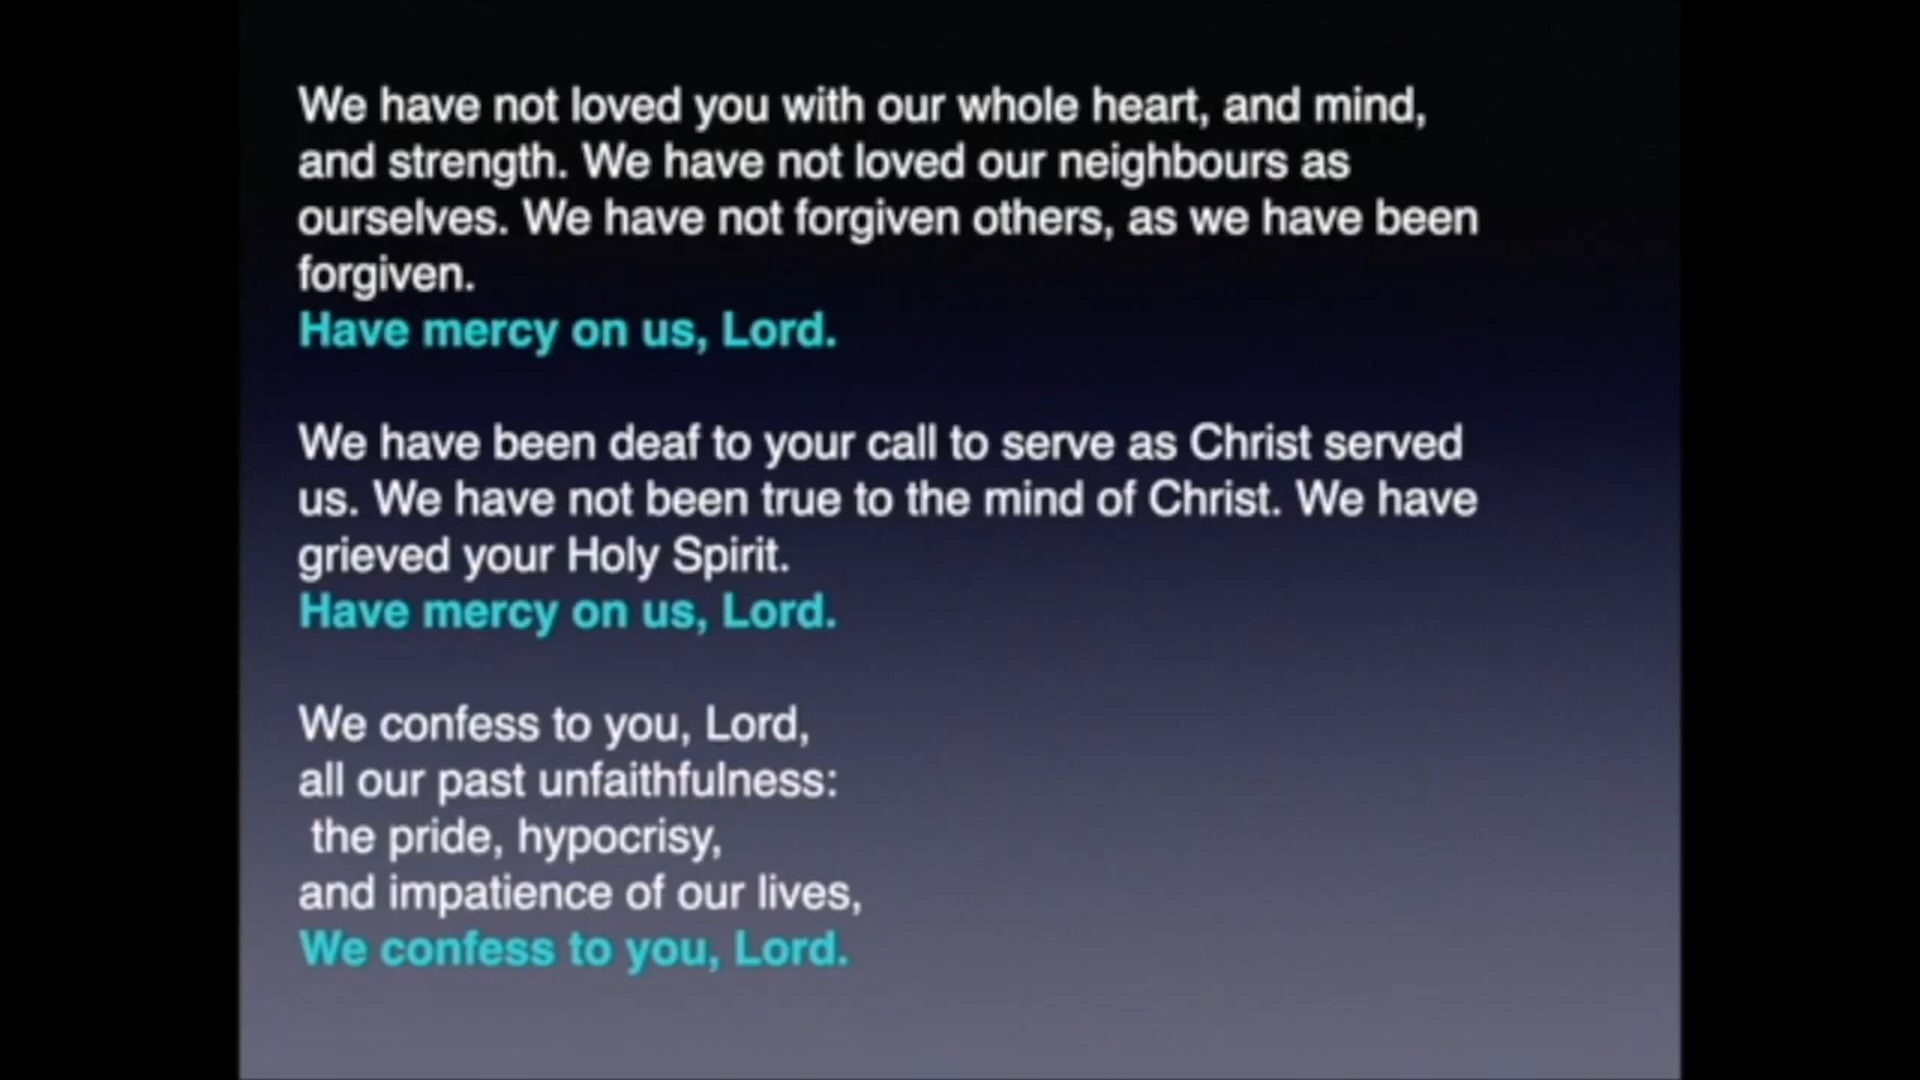 We have not loved you with our whole heart, and mind,
and strength. We have not loved our neighbours as
ourselves. We have not forgiven others, as we have been
forgiven.
Have mercy on us, Lord.
We have been deaf to your call to serve as Christ served
us. We have not been true to the mind of Christ. We have
grieved your Holy Spirit.
Have mercy on us, Lord.
We confess to you, Lord,
all our past unfaithfulness:
the pride, hypocrisy,
and impatience of our lives,
We confess to you, Lord.